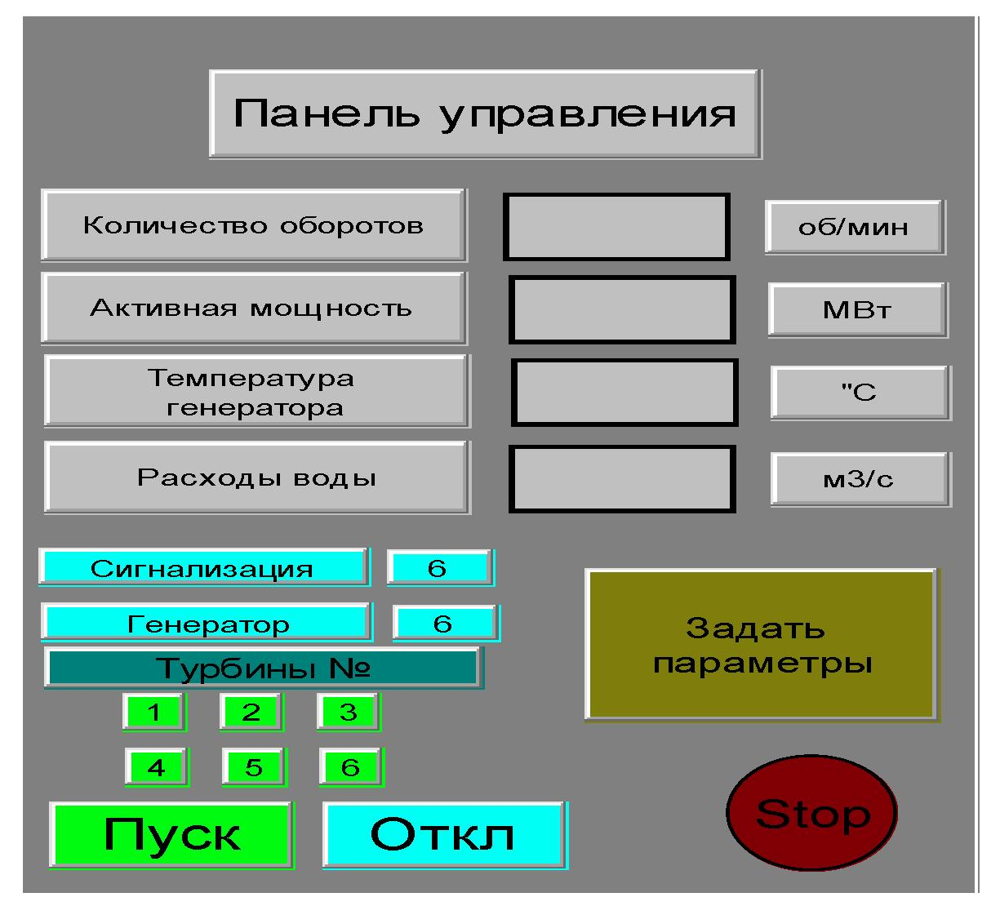 Панель управления
Количество оборотов
об/мин
Активная мощность
МВт
Температура
генератора
"С
Расходы воды
м3/с
Сигнализация
6
Генератор
6
Турбины №
1
2
3
4
5
6
Задать
параметры
Пуск
Откл
Stop